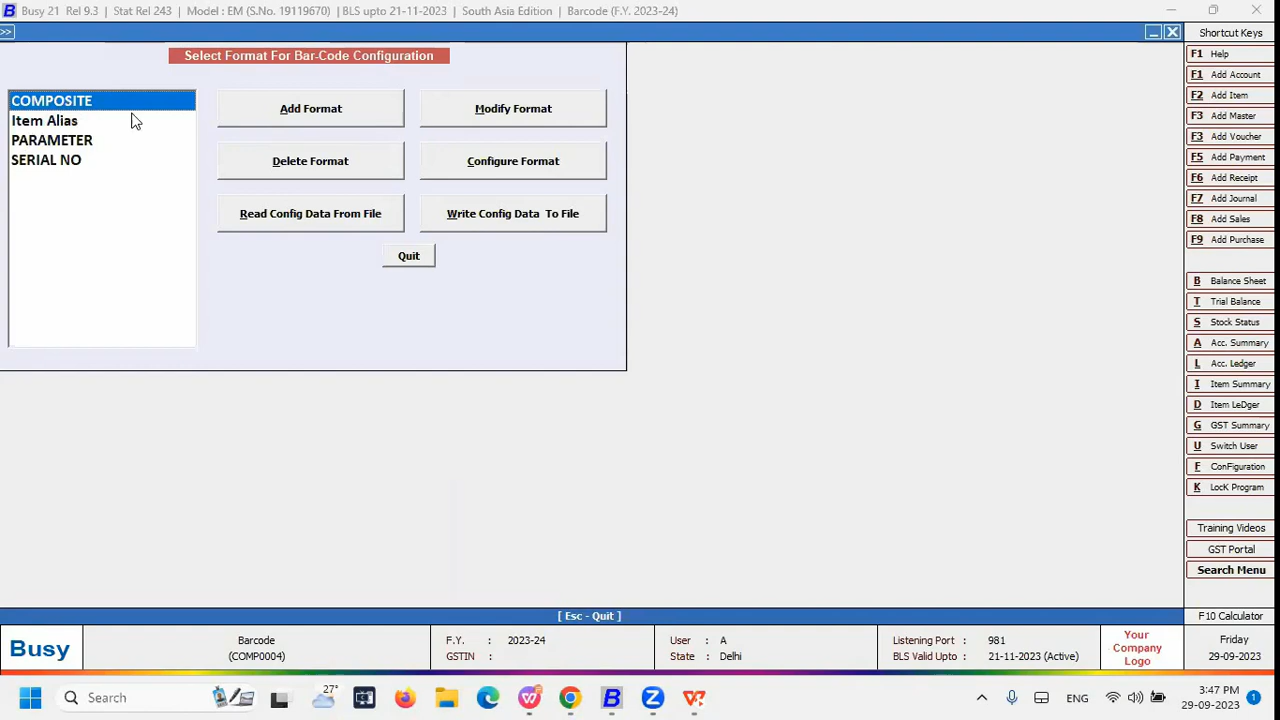 Busy 21 Rel 9.3 | Stat Rel 243 | Model : EM (S.No. 19119670) | BLS upto 21-11-2023 | South Asia Edition | Barcode (F.Y. 2023-24)
>>
Select Format For Bar-Code Configuration
COMPOSITE
Item Alias
PARAMETER
SERIAL NO
Add Format
Modify Format
Delete Format
Configure Format
Read Config Data From File
Write Config Data To File
Quit
Shortcut Keys
F1 Help
F1 Add Account
F2 Add Item
F3 Add Master
F3 Add Voucher
F5 Add Payment
F6 Add Receipt
F7 Add Journal
F8 Add Sales
F9 Add Purchase
B Balance Sheet
T Trial Balance
S Stock Status
A Acc. Summary
L Acc. Ledger
I Item Summary
D Item LeDger
G GST Summary
U Switch User
F ConFiguration
K LocK Program
Training Videos
GST Portal
Search Menu
[ Esc - Quit ]
F10 Calculator
Busy
Barcode
(COMP0004)
F.Y. : 2023-24
GSTIN :
User : A
State : Delhi
Listening Port : 981
BLS Valid Upto : 21-11-2023 (Active)
Your
Company
Logo
Friday
29-09-2023
Search
27°
ENG
3:47 PM
29-09-2023
1